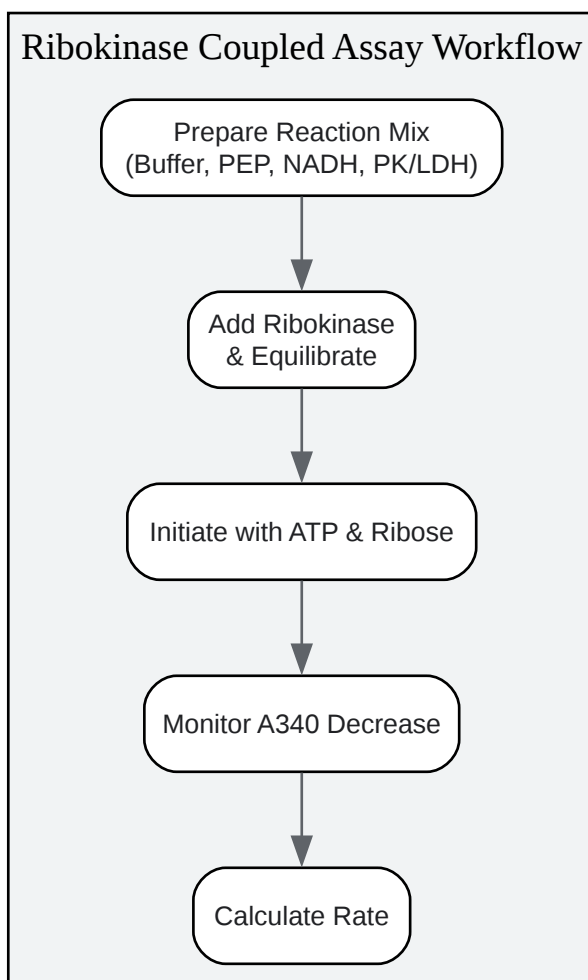 Ribokinase Coupled Assay Workflow
Prepare Reaction Mix
(Buffer, PEP, NADH, PK/LDH)
Add Ribokinase
& Equilibrate
Initiate with ATP & Ribose
Monitor A340 Decrease
Calculate Rate